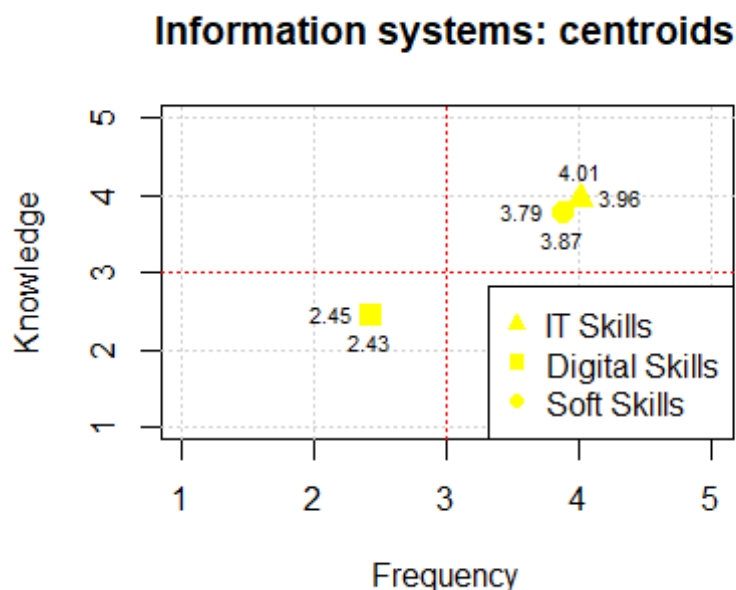 Information systems: centroids
Knowledge
5
4
3
2
1
4.01
3.96
3.79
3.87
2.45
2.43
IT Skills
Digital Skills
Soft Skills
1 2 3 4 5
Frequency